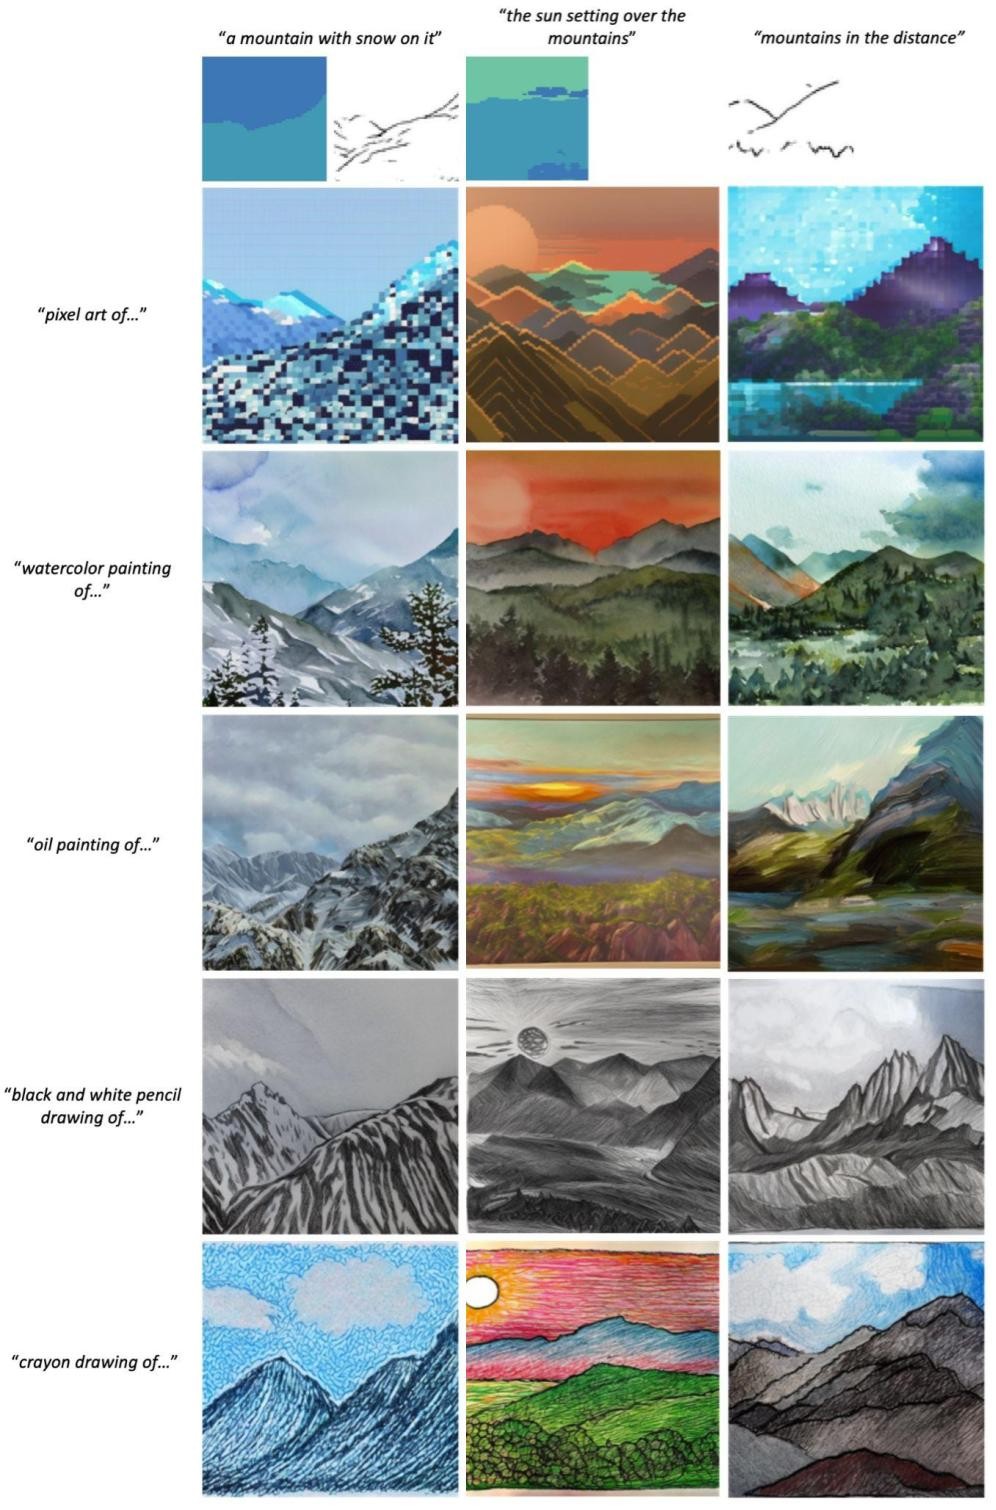 “a mountain with snow on it”
“the sun setting over the
mountains”
“mountains in the distance”
“pixel art of…”
“watercolor painting
of…”
“oil painting of…”
“black and white pencil
drawing of…”
“crayon drawing of…”